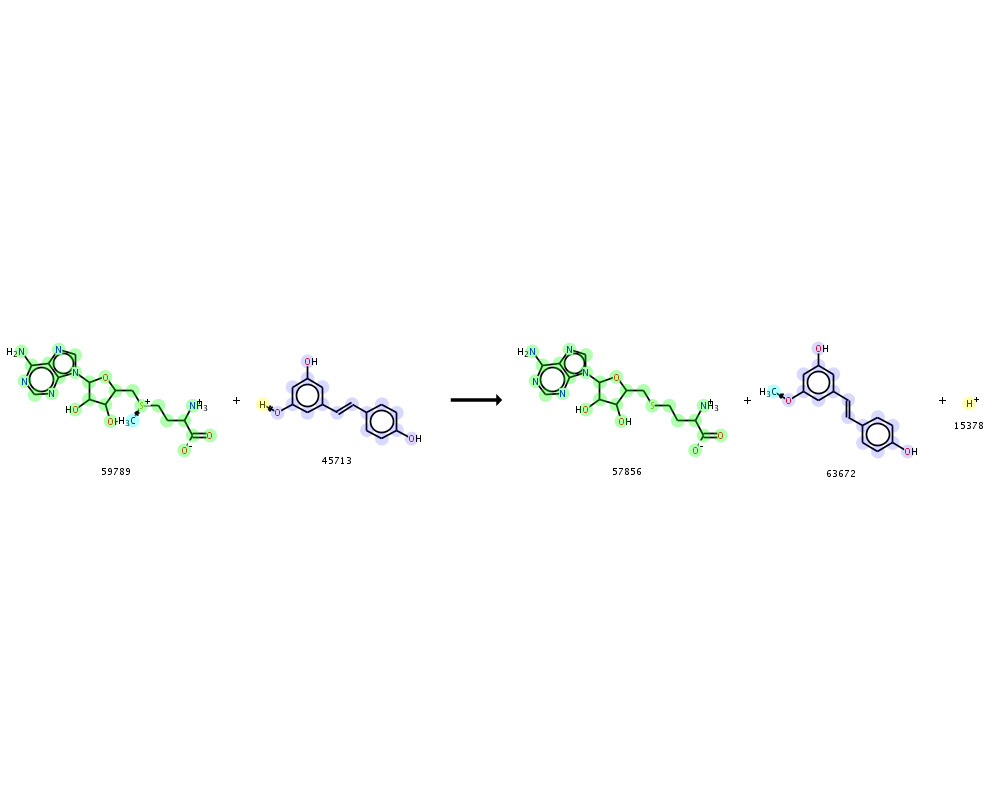 H2N N N N N O HO OH H3C S+ NH3+ O O-
59789
+
H O OH OH
45713
H2N N N N N O HO OH S NH3+ O O-
57856
+
H3C O OH OH
63672
+
H+
15378